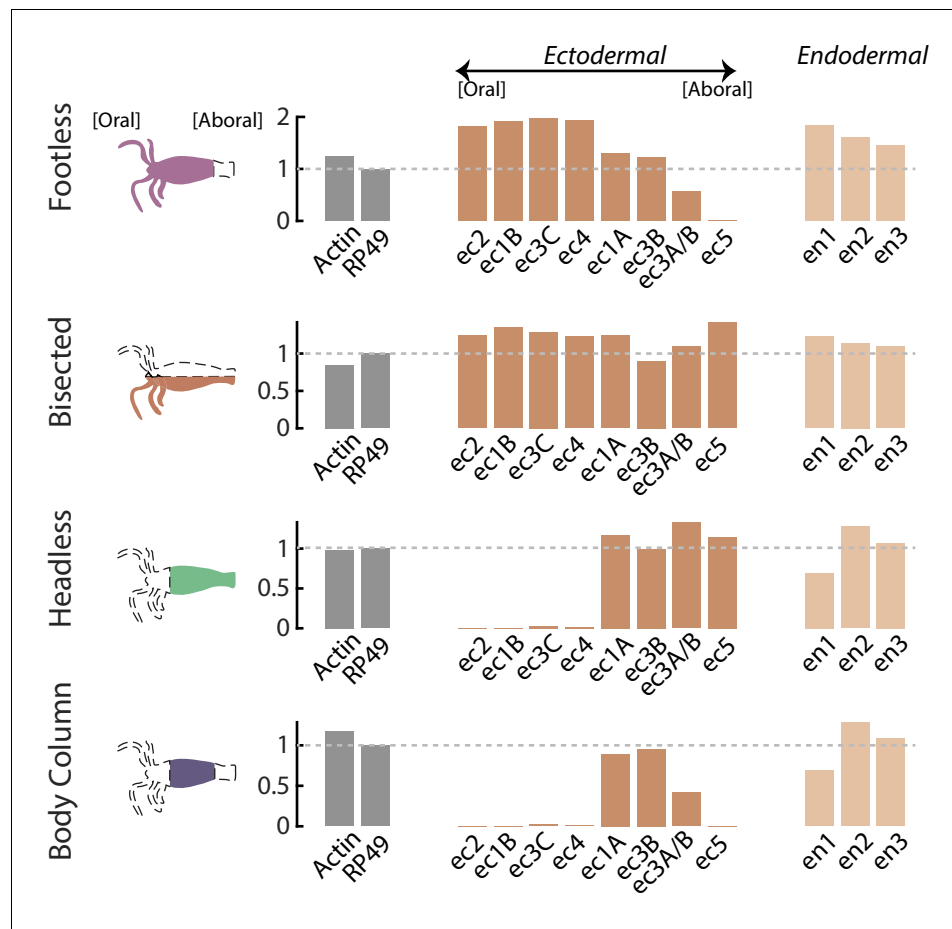 Ectodermal Endodermal
[Oral] [Aboral]
Footless
[Oral] [Aboral]
2
1
0
Actin RP49 ec2 ec1B ec3C ec4 ec1A ec3B ec3A/B ec5 en1 en2 en3
Bisected
1
0.5
0
Actin RP49 ec2 ec1B ec3C ec4 ec1A ec3B ec3A/B ec5 en1 en2 en3
Headless
1
0.5
0
Actin RP49 ec2 ec1B ec3C ec4 ec1A ec3B ec3A/B ec5 en1 en2 en3
Body Column
1
0.5
0
Actin RP49 ec2 ec1B ec3C ec4 ec1A ec3B ec3A/B ec5 en1 en2 en3